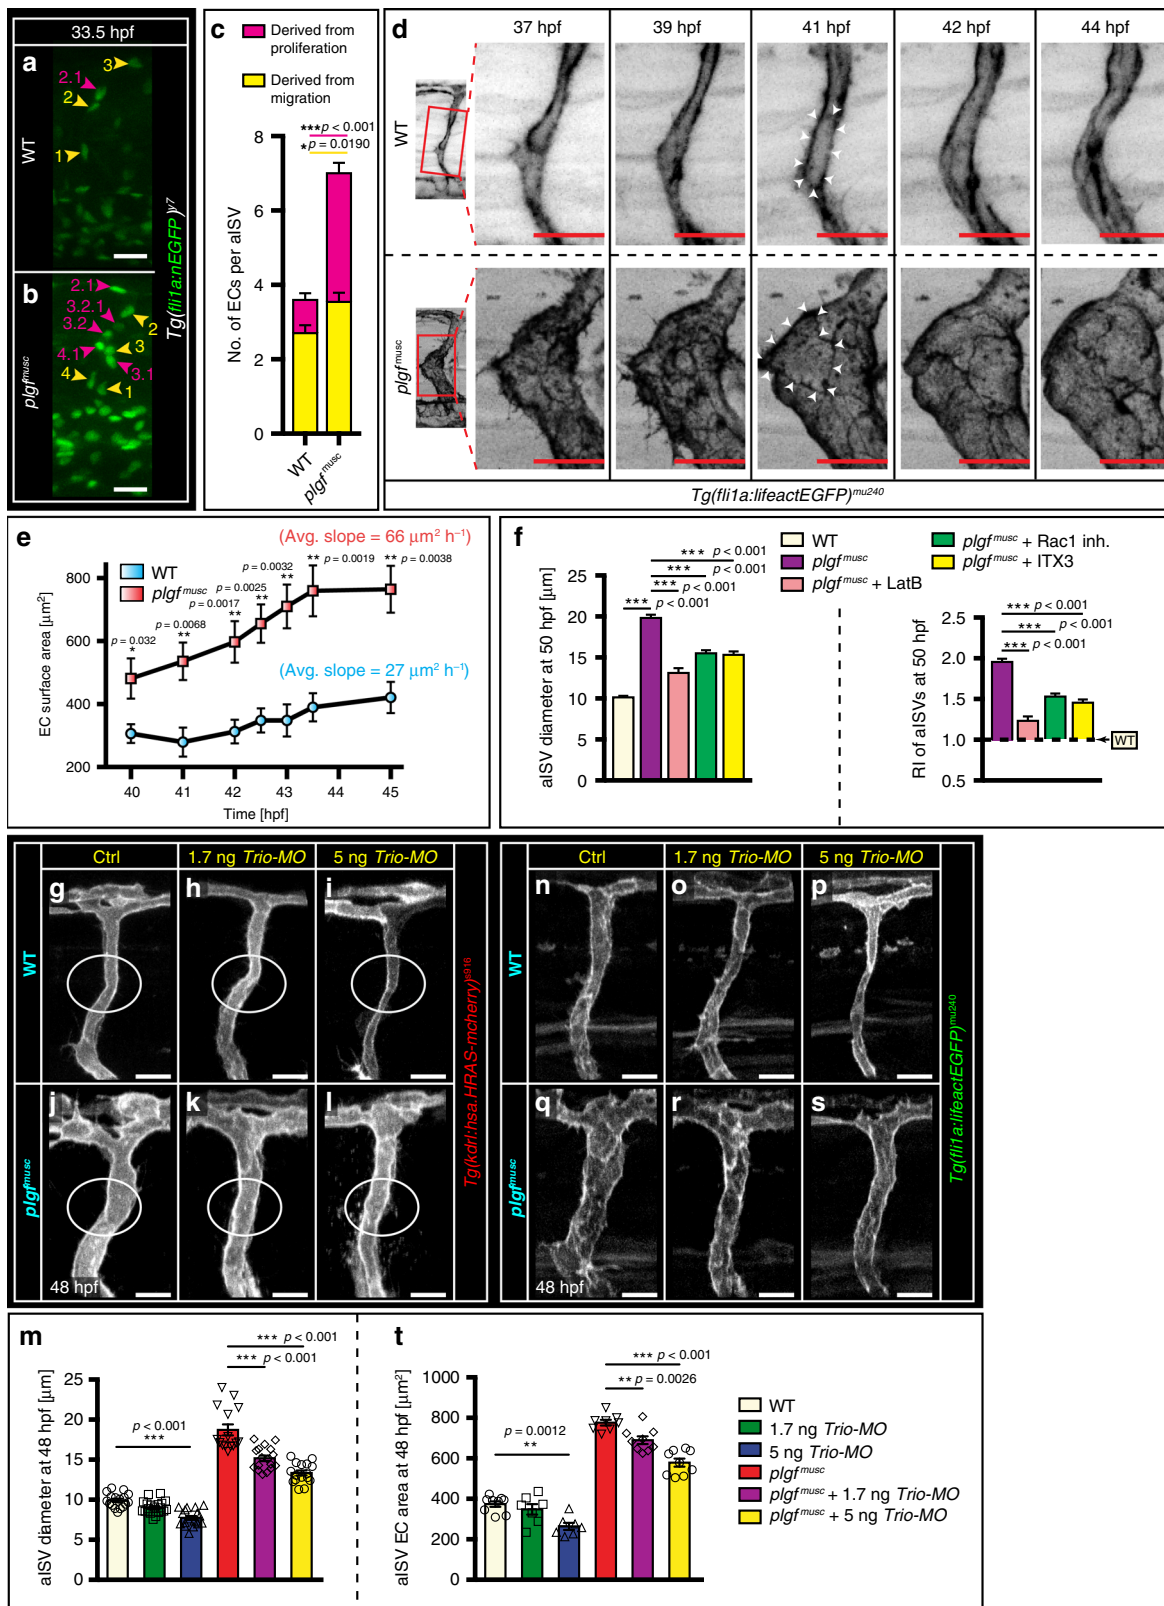 33.5 hpf
a
3
2.1
2
1
WT
b
2.1
3.2.1
2
3.2
3
4.1
3.1
4
1
plgf^musc
Tg(fli1a:nEGFP)^y7
c
Derived from
proliferation
Derived from
migration
*** p < 0.001
* p = 0.0190
No. of ECs per aISV
8
6
4
2
0
WT
plgf^musc
d
37 hpf
39 hpf
41 hpf
42 hpf
44 hpf
WT
plgf^musc
Tg(fli1a:lifeactEGFP)^mu240
e
(Avg. slope = 66 µm² h⁻¹)
WT
plgf^musc
p = 0.032
*
p = 0.0068
**
p = 0.0017
**
p = 0.0025
**
p = 0.0032
**
** p = 0.0019
** p = 0.0038
(Avg. slope = 27 µm² h⁻¹)
EC surface area [µm²]
800
600
400
200
40 41 42 43 44 45
Time [hpf]
f
WT
plgf^musc
plgf^musc + LatB
plgf^musc + Rac1 inh.
plgf^musc + ITX3
aISV diameter at 50 hpf [µm]
25
20
15
10
5
0
*** p < 0.001
*** p < 0.001
*** p < 0.001
*** p < 0.001
RI of aISVs at 50 hpf
2.5
2.0
1.5
1.0
0.5
*** p < 0.001
*** p < 0.001
*** p < 0.001
WT
Ctrl
1.7 ng Trio-MO
5 ng Trio-MO
g
h
i
WT
j
k
l
plgf^musc
48 hpf
Tg(kdrl:hsa.HRAS-mcherry)^s916
Ctrl
1.7 ng Trio-MO
5 ng Trio-MO
n
o
p
WT
q
r
s
plgf^musc
48 hpf
Tg(fli1a:lifeactEGFP)^mu240
m
aISV diameter at 48 hpf [µm]
25
20
15
10
5
0
p < 0.001
***
*** p < 0.001
*** p < 0.001
t
aISV EC area at 48 hpf [µm²]
1000
800
600
400
200
0
p = 0.0012
**
*** p < 0.001
** p = 0.0026
WT
1.7 ng Trio-MO
5 ng Trio-MO
plgf^musc
plgf^musc + 1.7 ng Trio-MO
plgf^musc + 5 ng Trio-MO